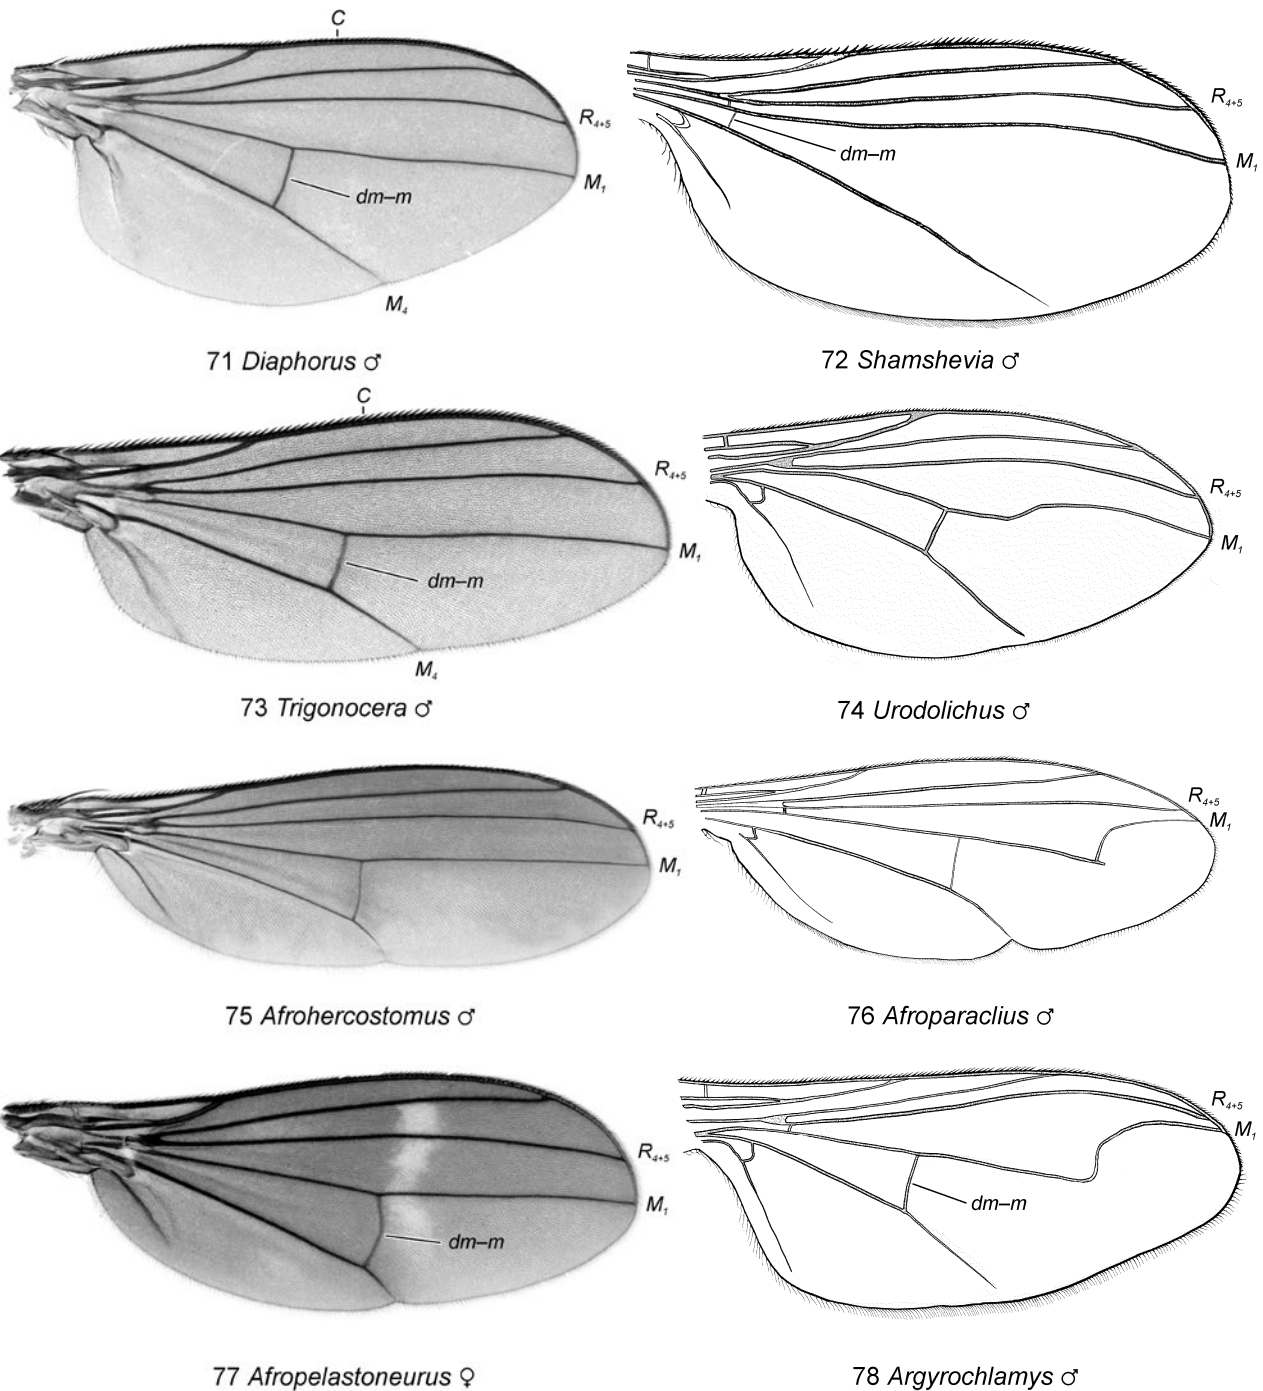 C
R4+5
dm–m
M1
M4
71 Diaphorus ♂
R4+5
dm–m
M1
72 Shamshevia ♂
C
R4+5
M1
dm–m
M4
73 Trigonocera ♂
R4+5
M1
74 Urodolichus ♂
R4+5
M1
75 Afrohercostomus ♂
R4+5
M1
76 Afroparaclius ♂
R4+5
M1
dm–m
77 Afropelastoneurus ♀
R4+5
M1
dm–m
78 Argyrochlamys ♂